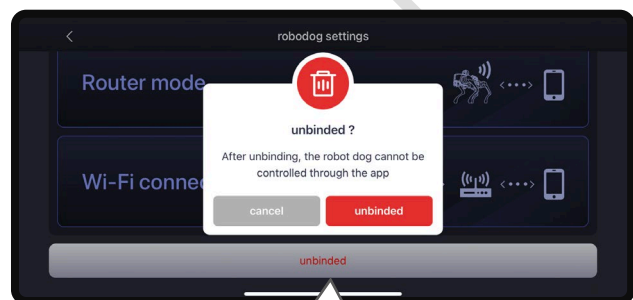 robodog settings
Router mode
unbinded ?
After unbinding, the robot dog cannot be
controlled through the app
Wi-Fi connec
cancel
unbinded
unbinded